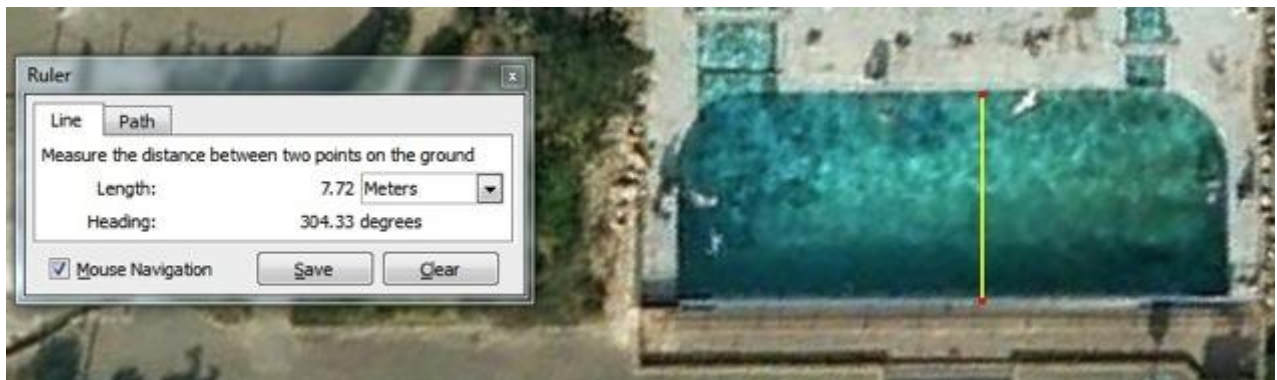 Ruler
Line Path
Measure the distance between two points on the ground
Length: 7.72 Meters
Heading: 304.33 degrees
Mouse Navigation Save Clear